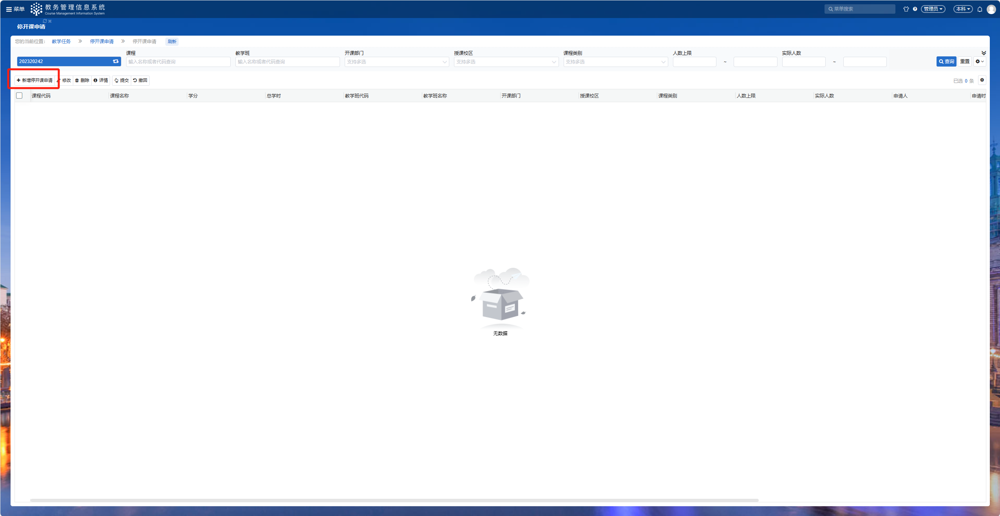 菜单
教务管理信息系统
Course Management Information System
菜单搜索
管理员
本科
停开课申请
您的当前位置: 教学任务 停开课申请 停开课申请 刷新
课程 教学班 开课部门 授课校区 课程类别 人数上限 实际人数
202320242 输入名称或者代码查询 输入名称或者代码查询 支持多选 支持多选 支持多选 ~ ~ 查询 重置
新增停开课申请 修改 删除 详情 提交 撤回 已选 0 条
课程代码 课程名称 学分 总学时 教学班代码 教学班名称 开课部门 授课校区 课程类别 人数上限 实际人数 申请人 申请时
无数据